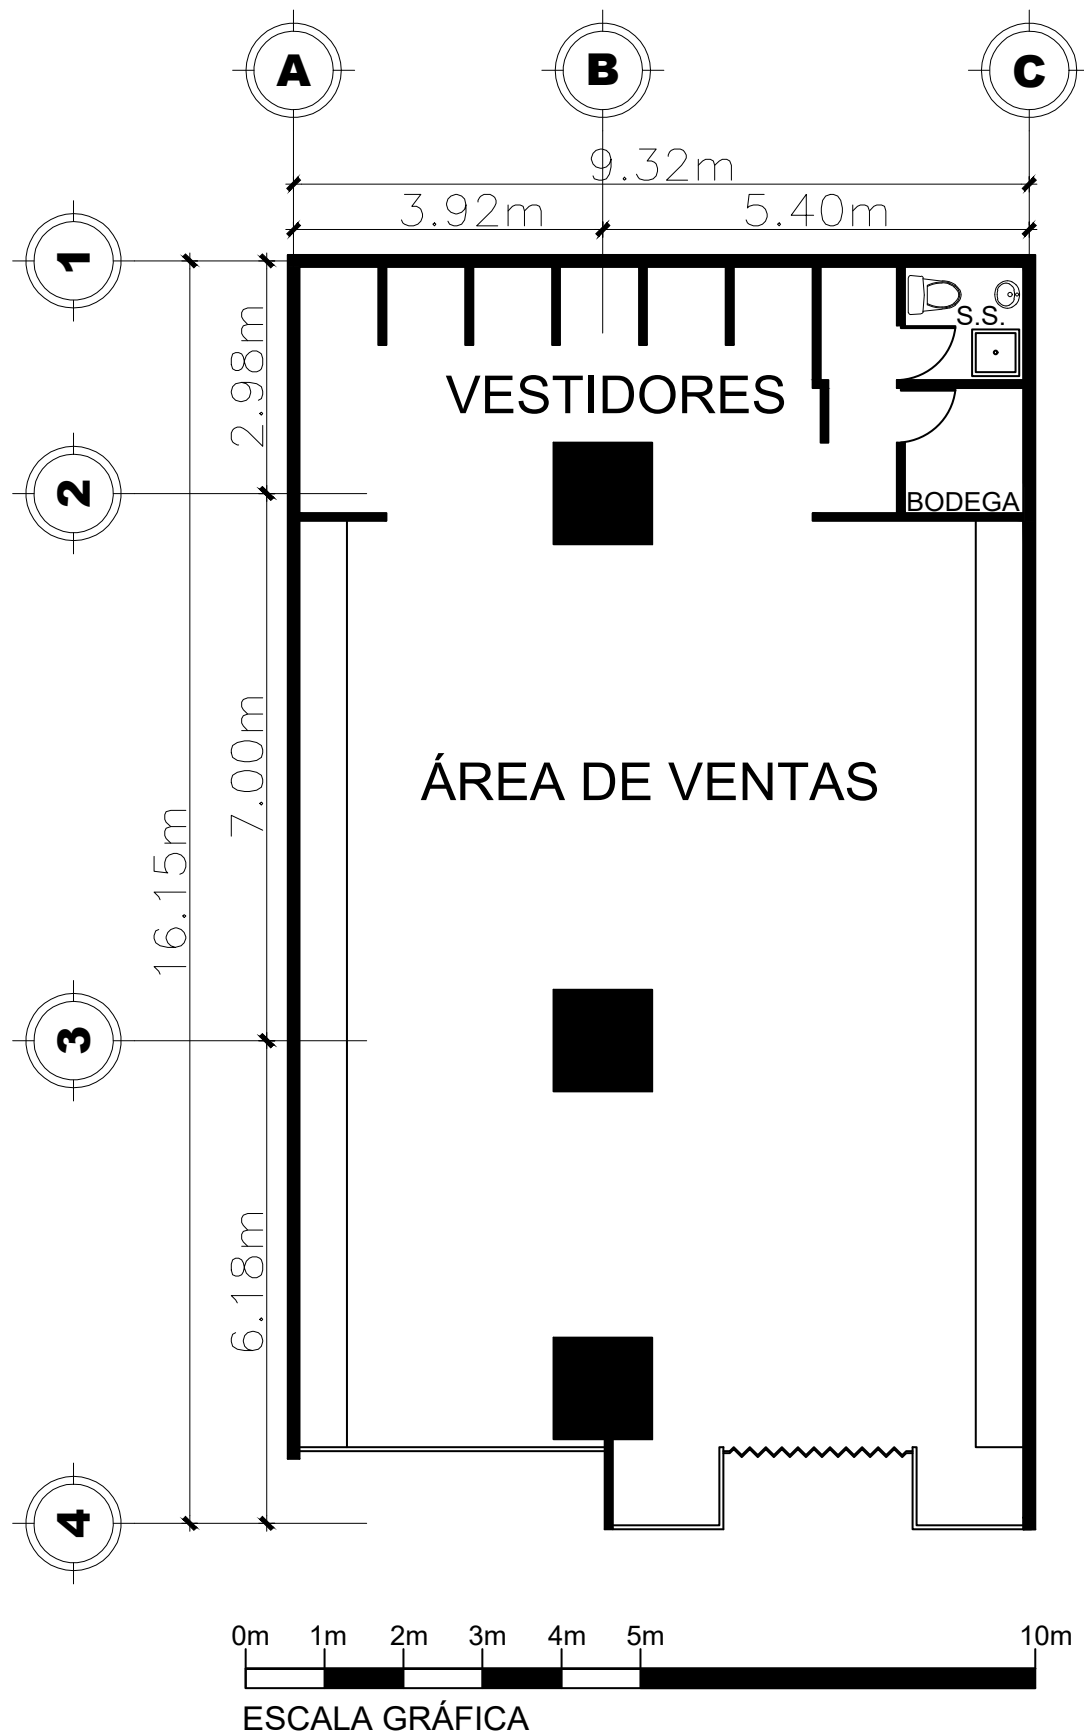 A B C
9.32m
3.92m 5.40m
1
2.98m
S.S.
VESTIDORES
2
BODEGA
7.00m
ÁREA DE VENTAS
16.15m
3
6.18m
4
0m 1m 2m 3m 4m 5m 10m
ESCALA GRÁFICA